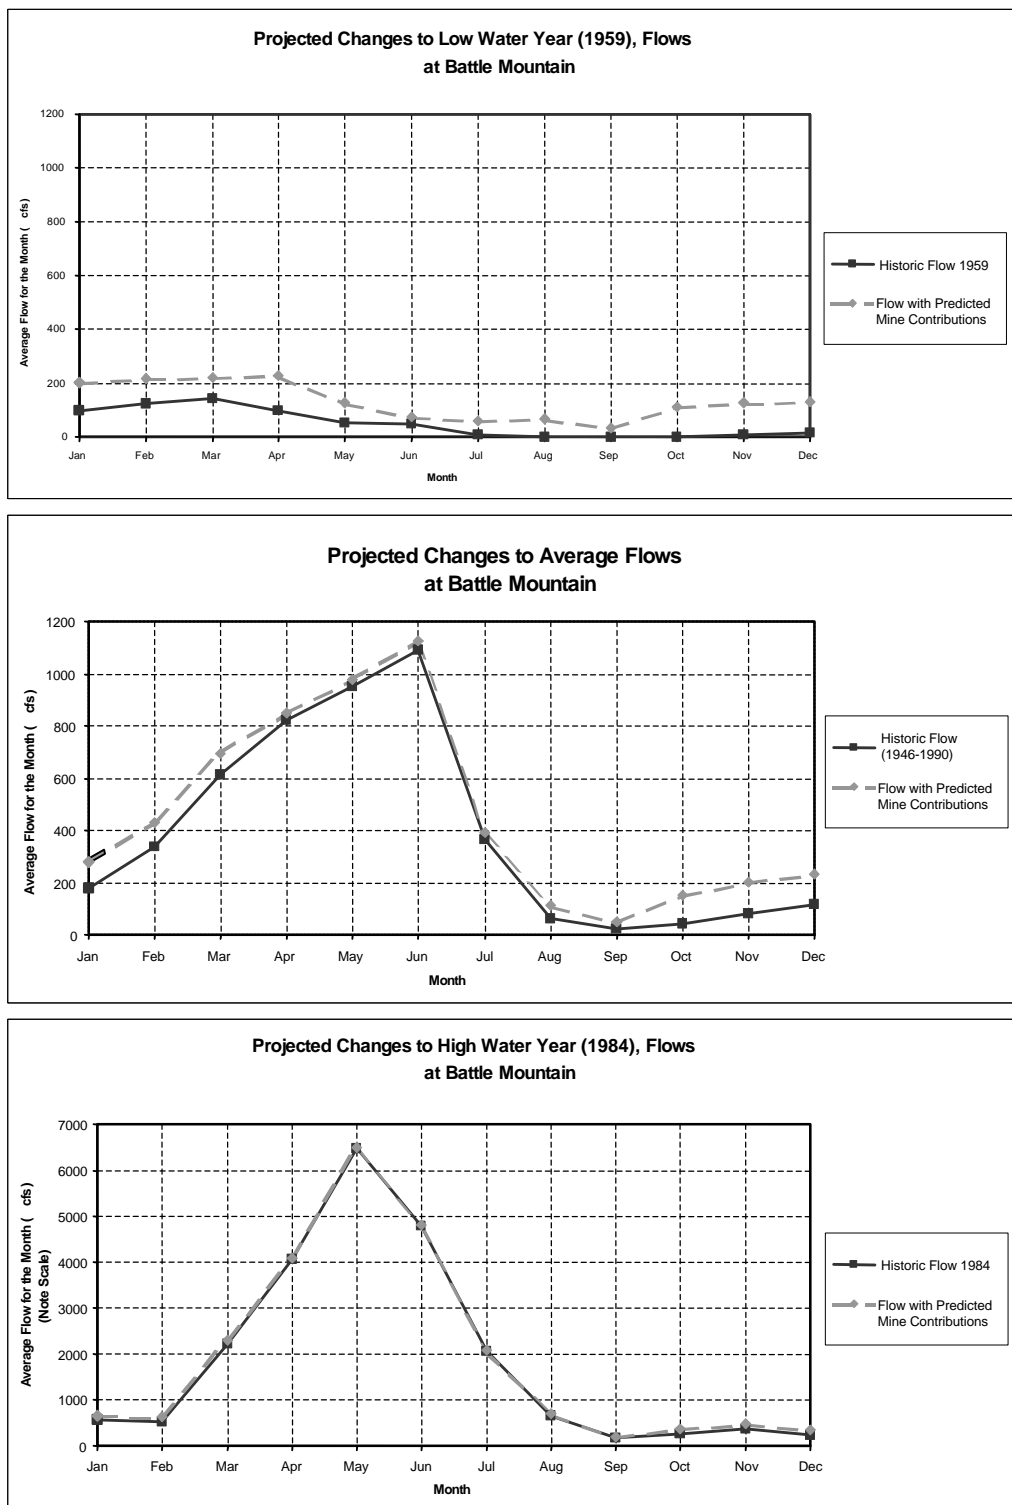 Projected Changes to Low Water Year (1959), Flows
at Battle Mountain
Average Flow for the Month ( cfs)
1200
1000
800
600
400
200
0
Jan Feb Mar Apr May Jun Jul Aug Sep Oct Nov Dec
Month
Historic Flow 1959
Flow with Predicted
Mine Contributions
Projected Changes to Average Flows
at Battle Mountain
Average Flow for the Month ( cfs)
1200
1000
800
600
400
200
0
Jan Feb Mar Apr May Jun Jul Aug Sep Oct Nov Dec
Month
Historic Flow
(1946-1990)
Flow with Predicted
Mine Contributions
Projected Changes to High Water Year (1984), Flows
at Battle Mountain
Average Flow for the Month ( cfs)
(Note Scale)
7000
6000
5000
4000
3000
2000
1000
0
Jan Feb Mar Apr May Jun Jul Aug Sep Oct Nov Dec
Month
Historic Flow 1984
Flow with Predicted
Mine Contributions